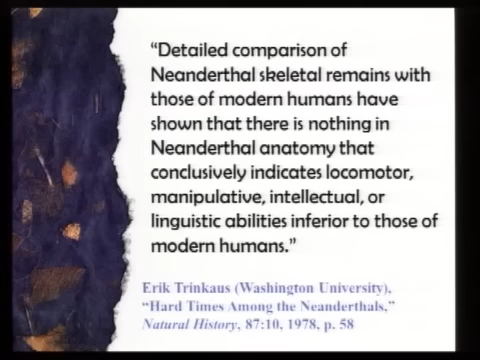 “Detailed comparison of
Neanderthal skeletal remains with
those of modern humans have
shown that there is nothing in
Neanderthal anatomy that
conclusively indicates locomotor,
manipulative, intellectual, or
linguistic abilities inferior to those of
modern humans.”
Erik Trinkaus (Washington University),
“Hard Times Among the Neanderthals,”
Natural History, 87:10, 1978, p. 58